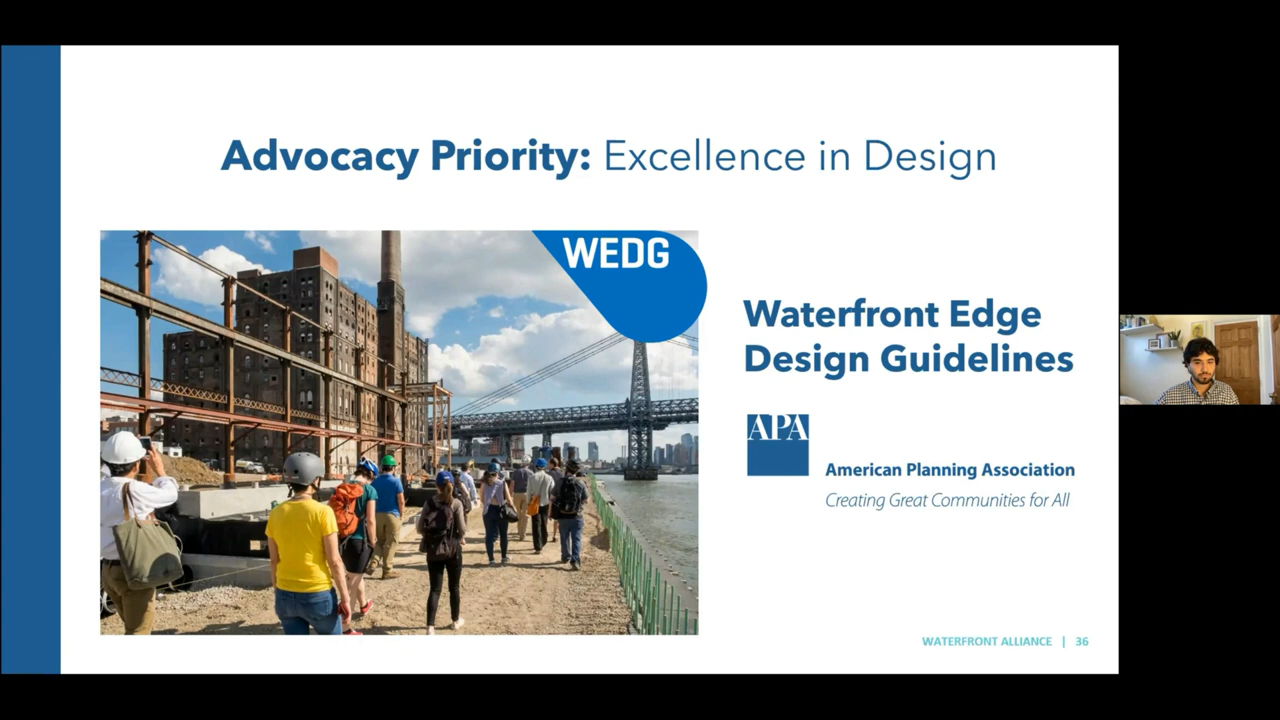 Advocacy Priority: Excellence in Design
WEDG
Waterfront Edge
Design Guidelines
APA
American Planning Association
Creating Great Communities for All
WATERFRONT ALLIANCE | 36